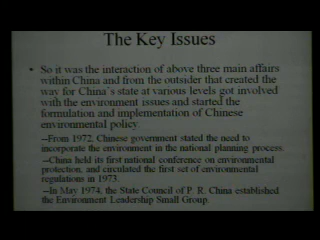 The Key Issues
• So it was the interaction of above three main affairs
within China and from the outsider that created the
way for China's state at various levels got involved
with the environment issues and started the
formulation and implementation of Chinese
environmental policy.
--From 1972, Chinese government stated the need to
incorporate the environment in the national planning process.
--China held its first national conference on environmental
protection, and circulated the first set of environmental
regulations in 1973.
--In May 1974, the State Council of P. R. China established
the Environment Leadership Small Group.